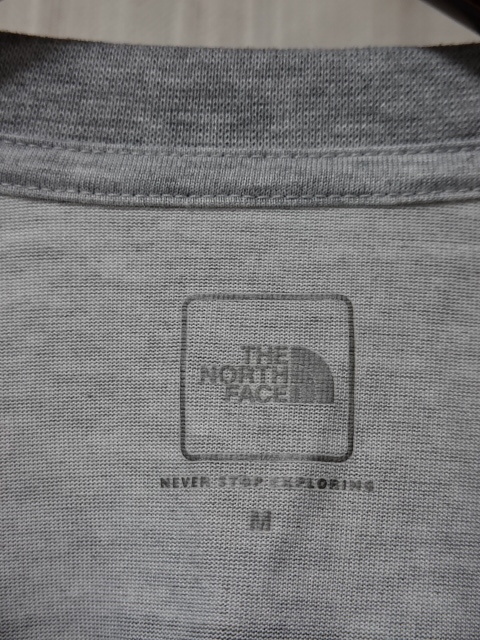 THE
NORTH
FACE
NEVER STOP EXPLORING
M